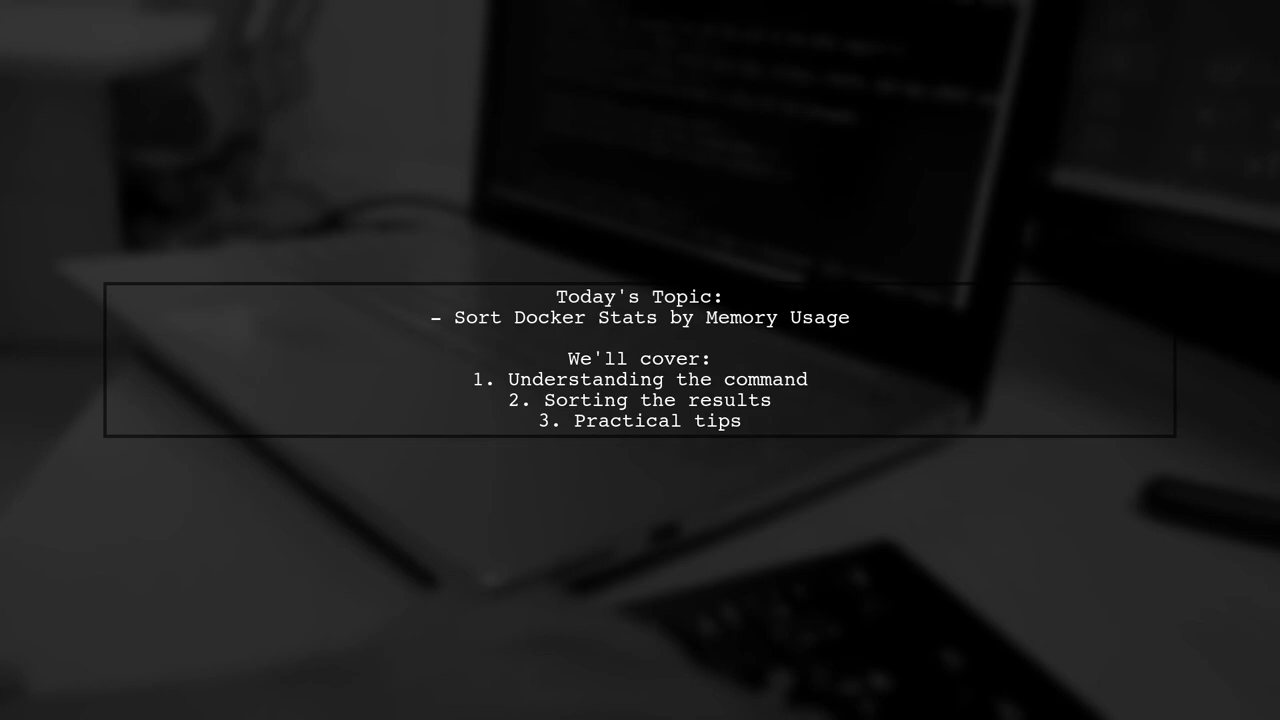 Today's Topic:
- Sort Docker Stats by Memory Usage
We'll cover:
1. Understanding the command
2. Sorting the results
3. Practical tips